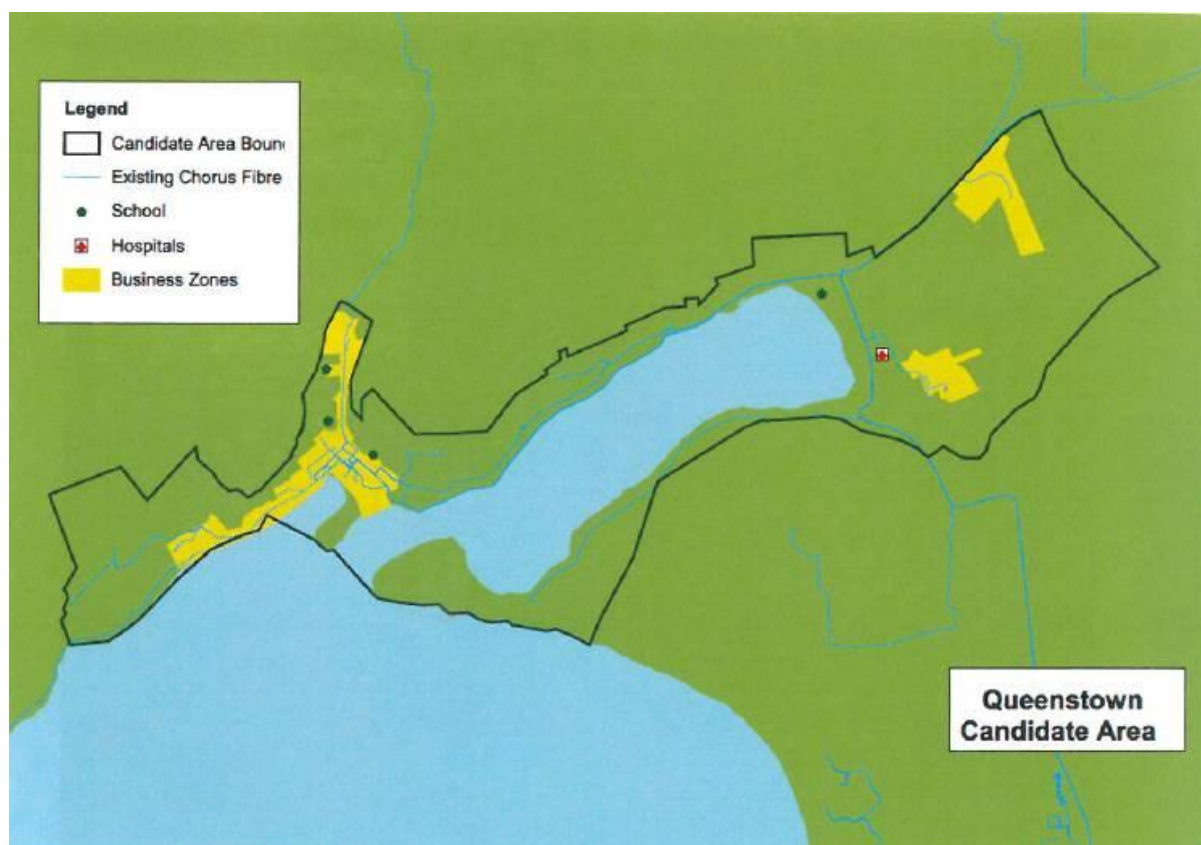 Legend
Candidate Area Boun
Existing Chorus Fibre
School
Hospitals
Business Zones
Queenstown
Candidate Area